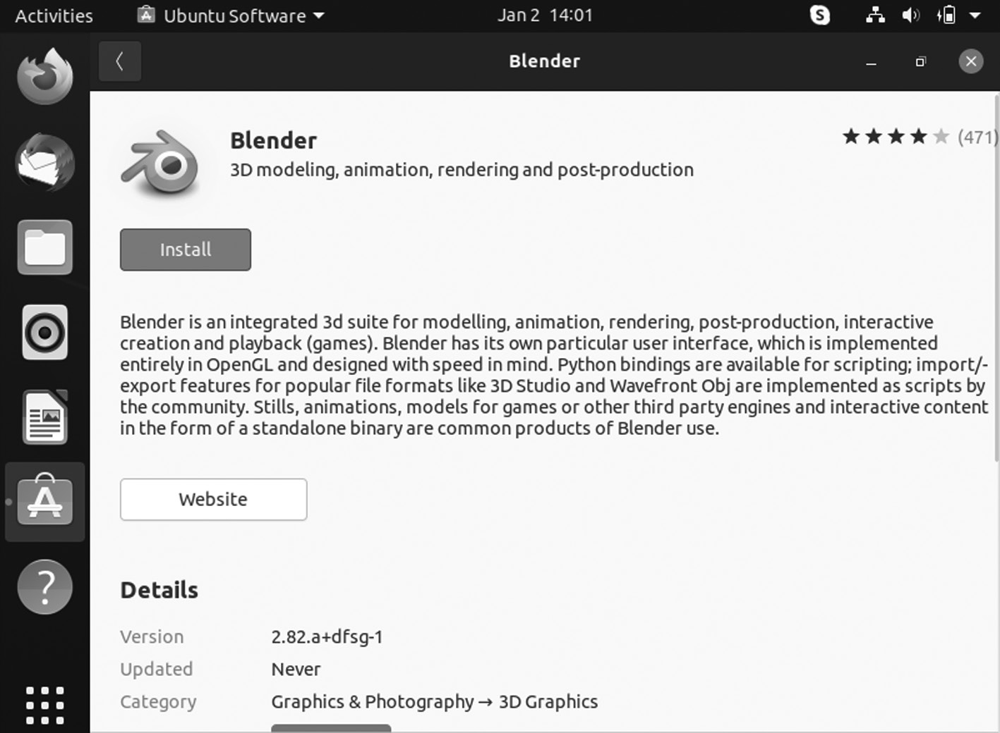 Activities
Ubuntu Software
Jan 2 14:01
Blender
Blender
(471)
3D modeling, animation, rendering and post-production
Install
Blender is an integrated 3d suite for modelling, animation, rendering, post-production, interactive
creation and playback (games). Blender has its own particular user interface, which is implemented
entirely in OpenGL and designed with speed in mind. Python bindings are available for scripting; import/-
export features for popular file formats like 3D Studio and Wavefront Obj are implemented as scripts by
the community. Stills, animations, models for games or other third party engines and interactive content
in the form of a standalone binary are common products of Blender use.
Website
Details
Version 2.82.a+dfsg-1
Updated Never
Category Graphics & Photography → 3D Graphics